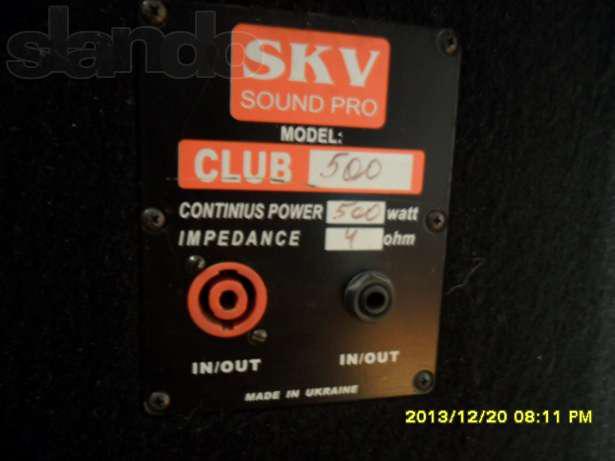 slando
SKV
SOUND PRO
MODEL:
CLUB 500
CONTINIUS POWER 500 watt
IMPEDANCE 4 ohm
IN/OUT IN/OUT
MADE IN UKRAINE
2013/12/20 08:11 PM